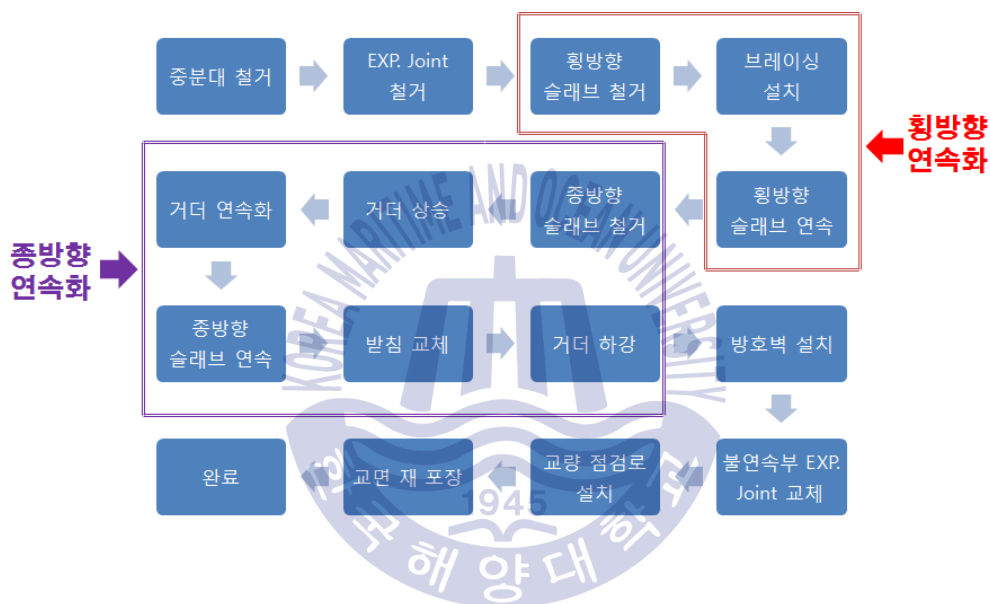 중분대 철거
EXP. Joint
철거
횡방향
슬래브 철거
브레이싱
설치
횡방향
연속화
횡방향
슬래브 연속
종방향
슬래브 철거
거더 상승
거더 연속화
종방향
연속화
종방향
슬래브 연속
받침 교체
거더 하강
방호벽 설치
불연속부 EXP.
Joint 교체
교량 점검로
설치
교면 재 포장
완료
KOREA MARITIME AND OCEAN UNIVERSITY
1945
한국해양대학교